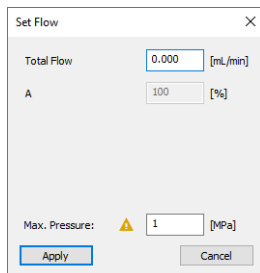 Set Flow
Total Flow 0.000 [mL/min]
A 100 [%]
Max. Pressure: 1 [MPa]
Apply Cancel